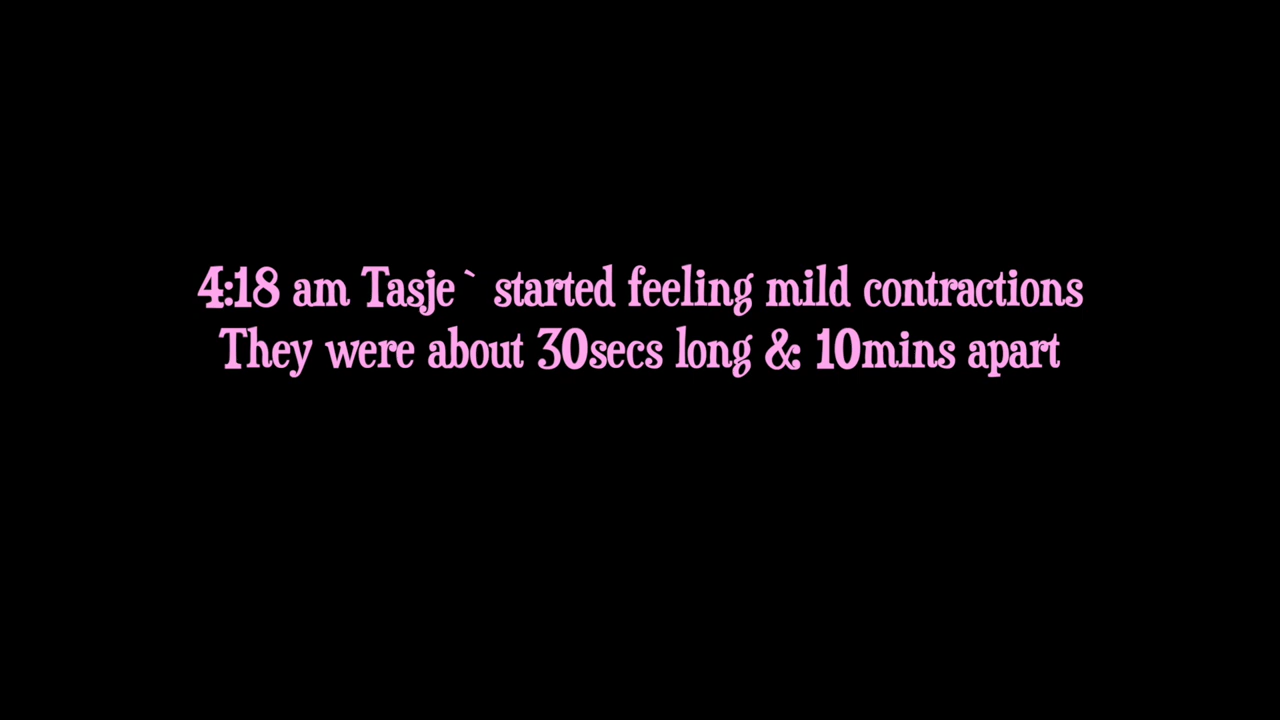 4:18 am Tasje` started feeling mild contractions
They were about 30secs long & 10mins apart